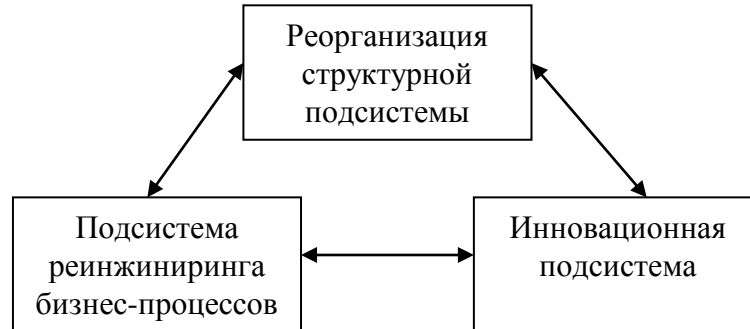 Реорганизация
структурной
подсистемы
Подсистема
реинжиниринга
бизнес-процессов
Инновационная
подсистема